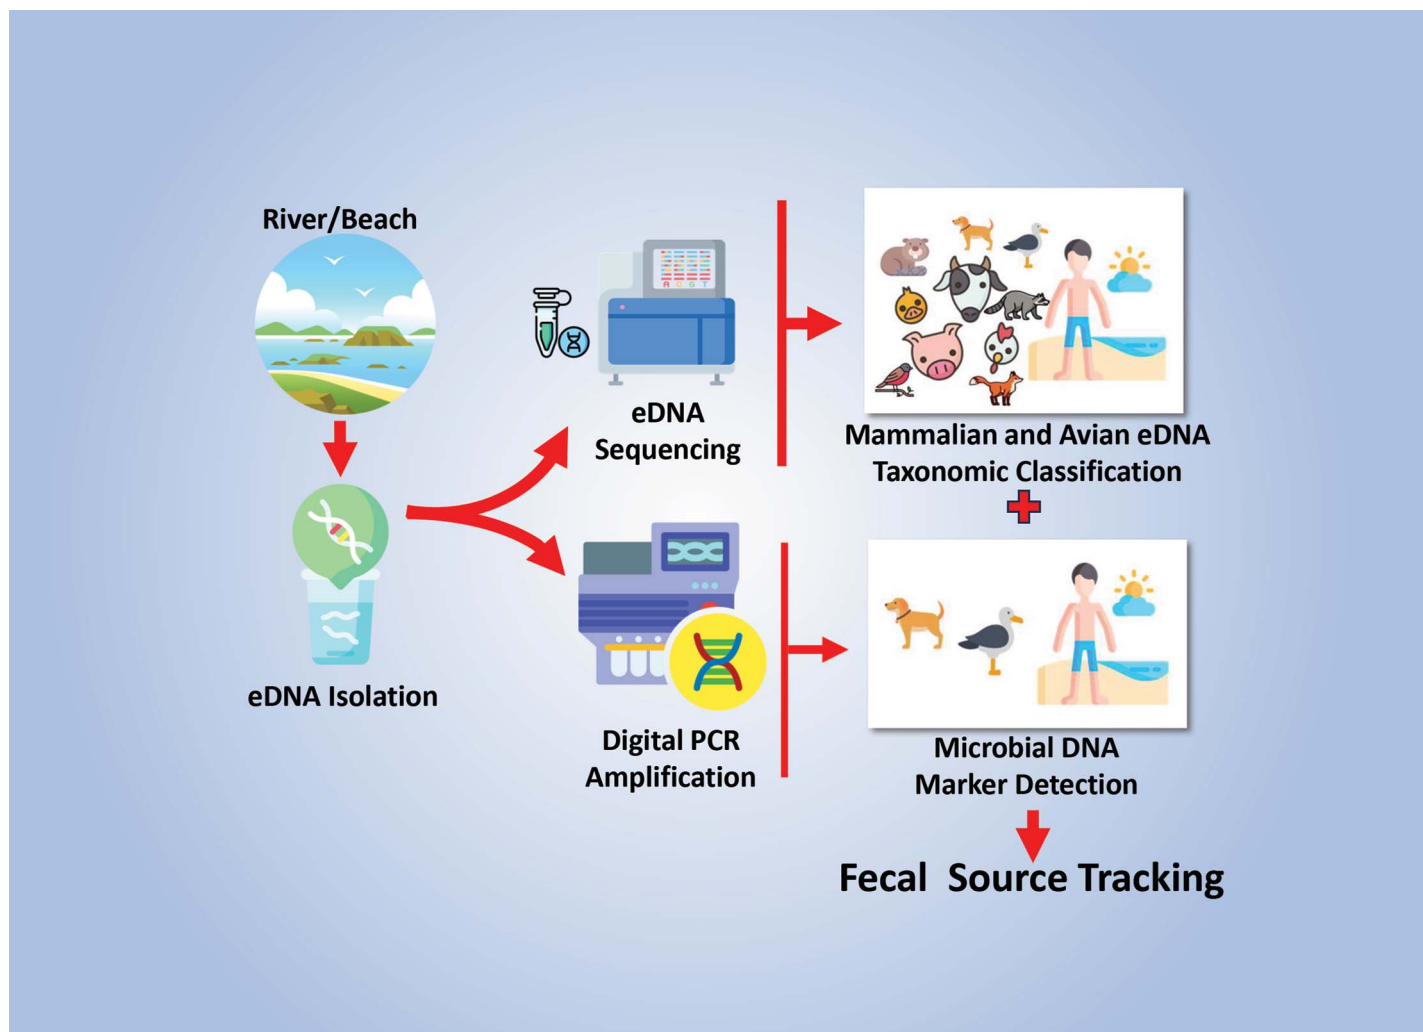 River/Beach
eDNA Isolation
A C G T
eDNA
Sequencing
Digital PCR
Amplification
Mammalian and Avian eDNA
Taxonomic Classification
Microbial DNA
Marker Detection
Fecal Source Tracking